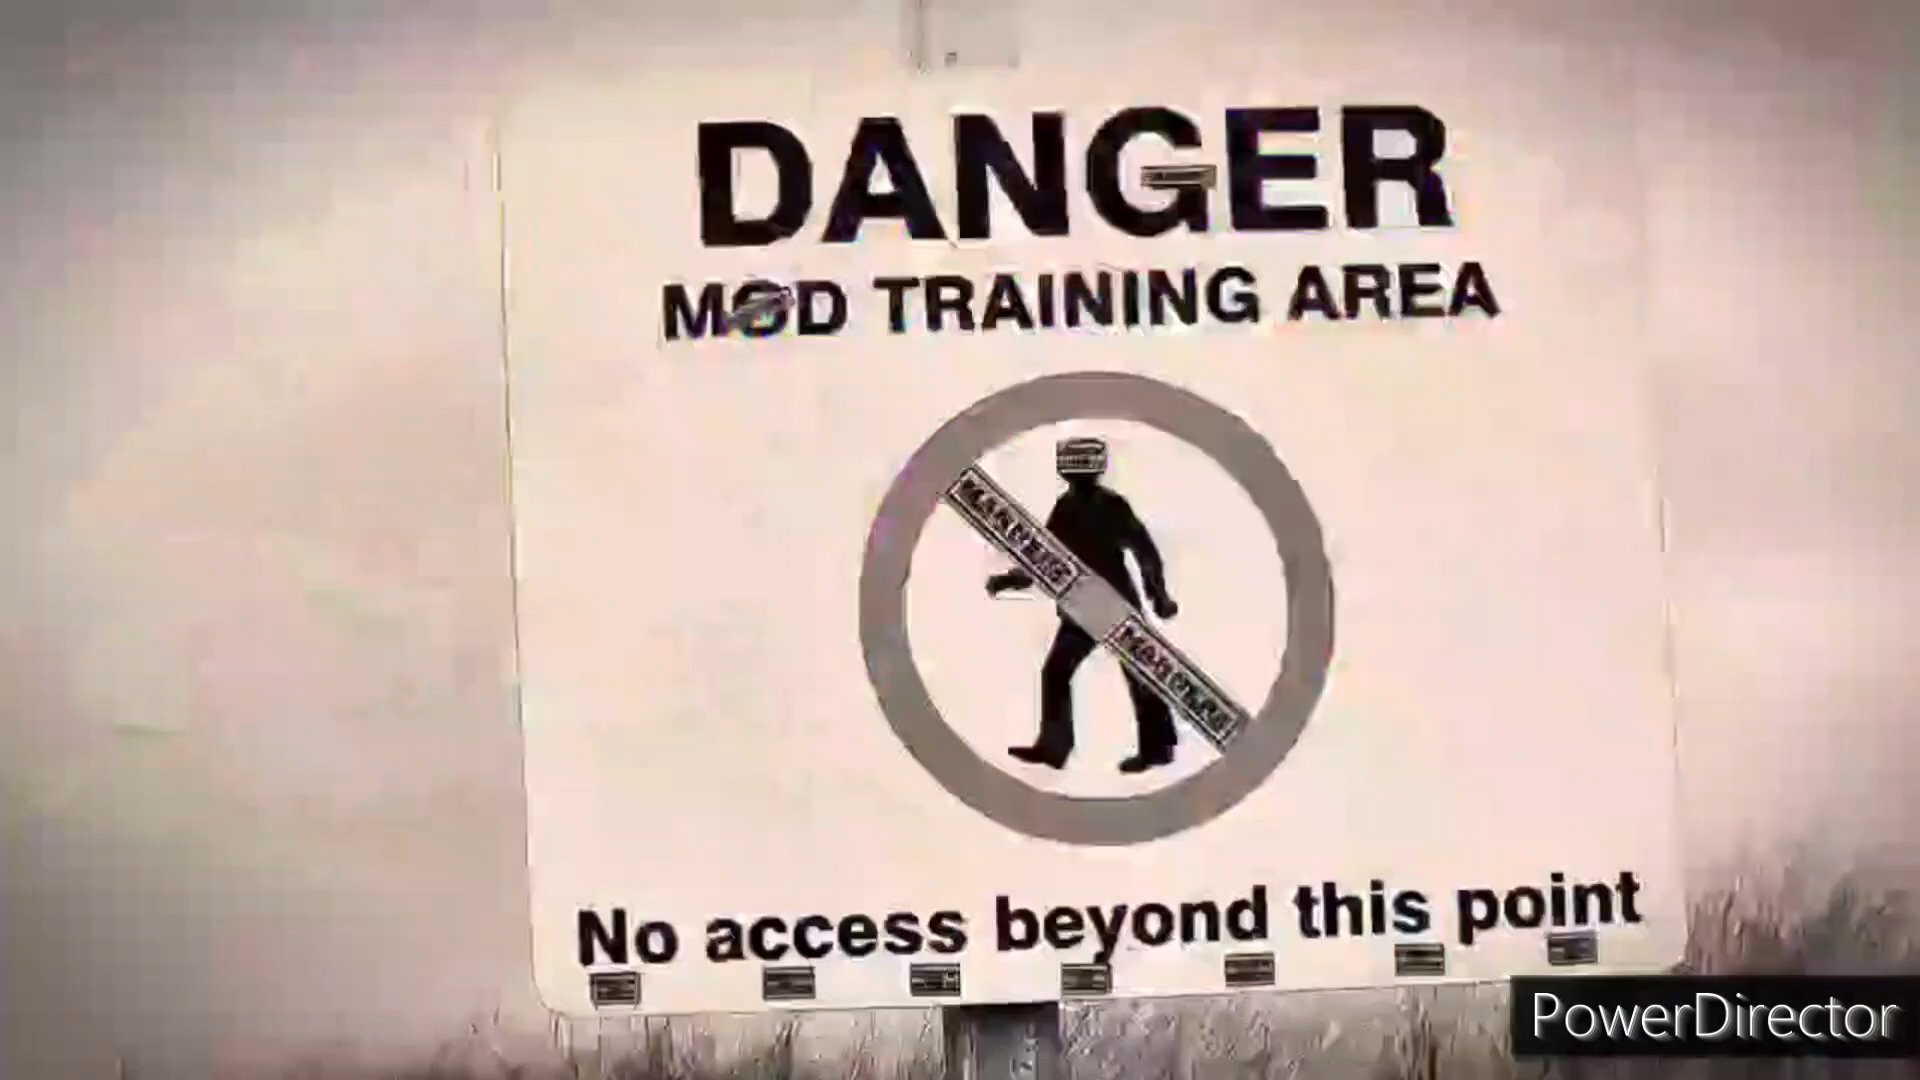 DANGER
MOD TRAINING AREA
No access beyond this point
PowerDirector